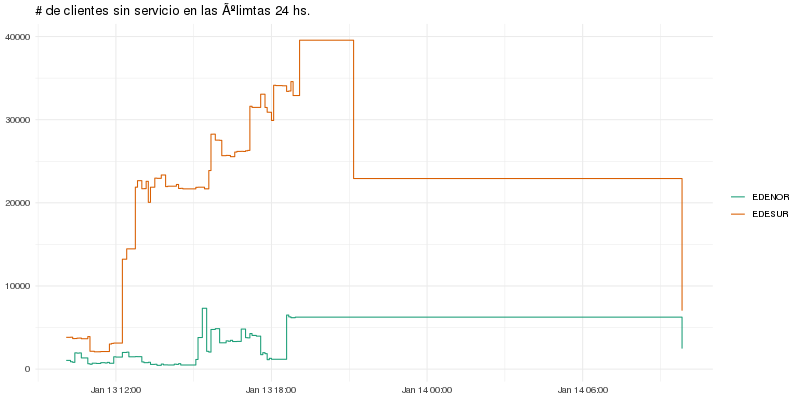 # de clientes sin servicio en las Ãºlimtas 24 hs.
40000
30000
20000
10000
0
Jan 13 12:00
Jan 13 18:00
Jan 14 00:00
Jan 14 06:00
EDENOR
EDESUR